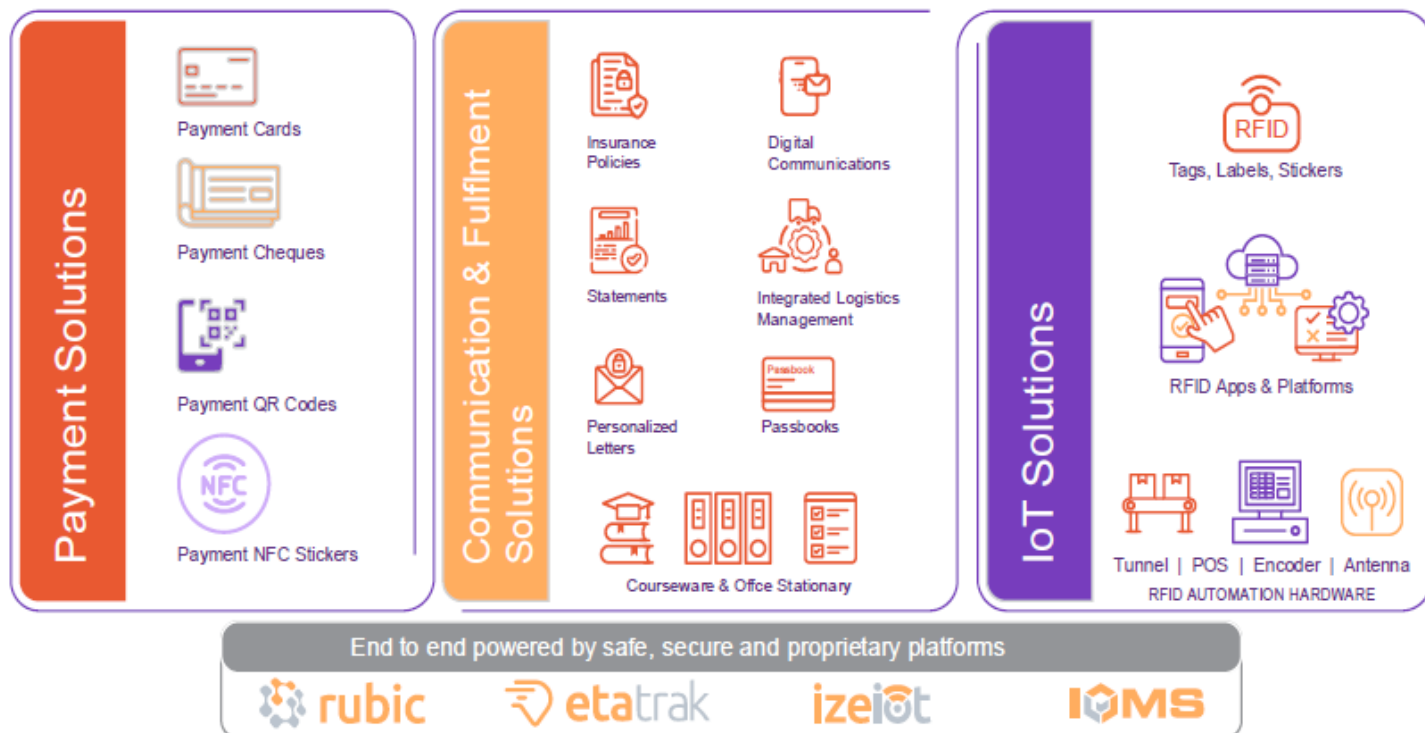 Payment Solutions
Payment Cards
Payment Cheques
Payment QR Codes
NFC
Payment NFC Stickers
Communication & Fulflment
Solutions
Insurance
Policies
Digital
Communications
Statements
Integrated Logistics
Management
Personalized
Letters
Passbook
Passbooks
Courseware & Offce Stationary
IoT Solutions
RFID
Tags, Labels, Stickers
RFID Apps & Platforms
Tunnel | POS | Encoder | Antenna
RFID AUTOMATION HARDWARE
End to end powered by safe, secure and proprietary platforms
rubic
etatrak
izeiot
IOMS